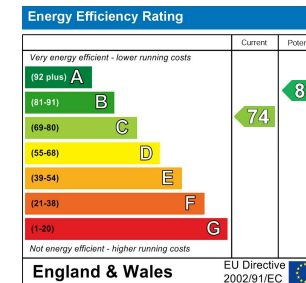 Energy Efficiency Rating
Current
Very energy efficient - lower running costs
(92 plus) A
(81-91) B
(69-80) C
(55-68) D
(39-54) E
(21-38) F
(1-20) G
74
Not energy efficient - higher running costs
England & Wales
EU Directive
2002/91/EC